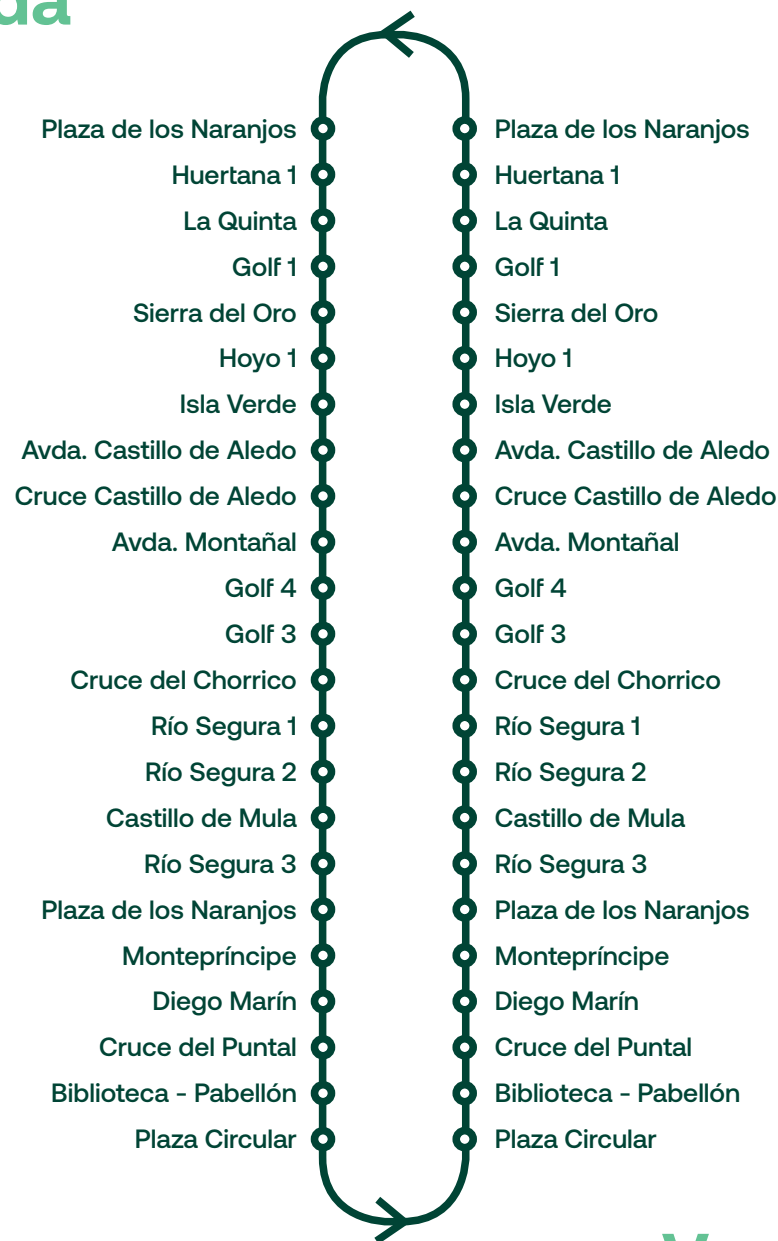 da
Plaza de los Naranjos
Huertana 1
La Quinta
Golf 1
Sierra del Oro
Hoyo 1
Isla Verde
Avda. Castillo de Aledo
Cruce Castillo de Aledo
Avda. Montañal
Golf 4
Golf 3
Cruce del Chorrico
Río Segura 1
Río Segura 2
Castillo de Mula
Río Segura 3
Plaza de los Naranjos
Montepríncipe
Diego Marín
Cruce del Puntal
Biblioteca - Pabellón
Plaza Circular
Plaza de los Naranjos
Huertana 1
La Quinta
Golf 1
Sierra del Oro
Hoyo 1
Isla Verde
Avda. Castillo de Aledo
Cruce Castillo de Aledo
Avda. Montañal
Golf 4
Golf 3
Cruce del Chorrico
Río Segura 1
Río Segura 2
Castillo de Mula
Río Segura 3
Plaza de los Naranjos
Montepríncipe
Diego Marín
Cruce del Puntal
Biblioteca - Pabellón
Plaza Circular